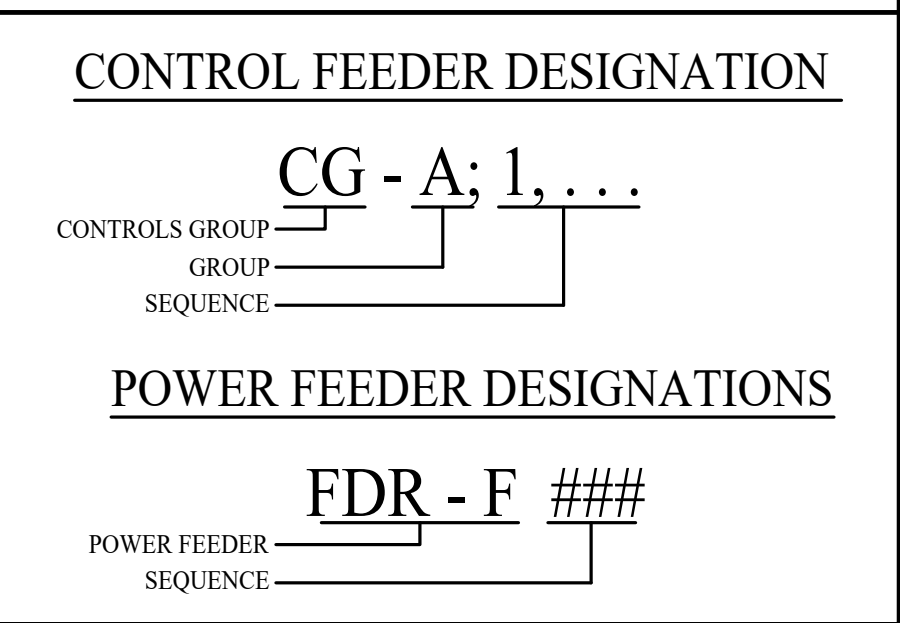 CONTROL FEEDER DESIGNATION
CG - A; 1, . . .
CONTROLS GROUP
GROUP
SEQUENCE
POWER FEEDER DESIGNATIONS
FDR - F ###
POWER FEEDER
SEQUENCE